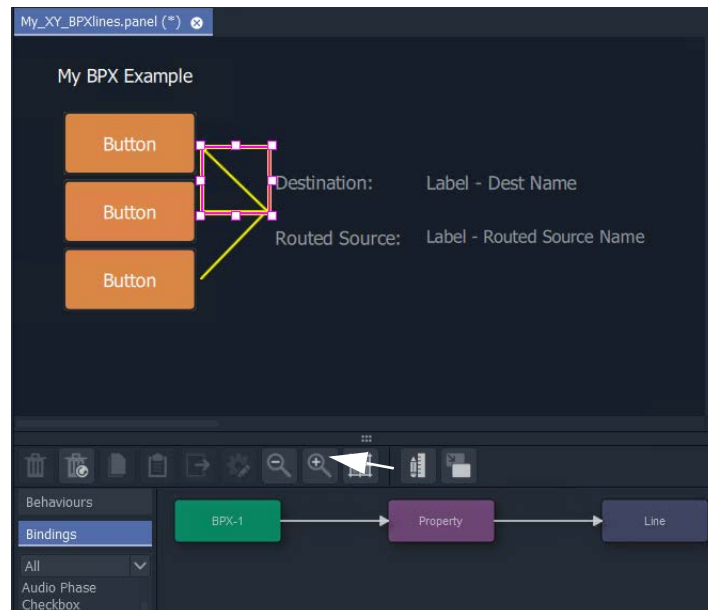 My_XY_BPXlines.panel (*)
My BPX Example
Button
Destination: Label - Dest Name
Button
Routed Source: Label - Routed Source Name
Button
Behaviours
Bindings
BPX-1 Property Line
All
Audio Phase
Checkbox